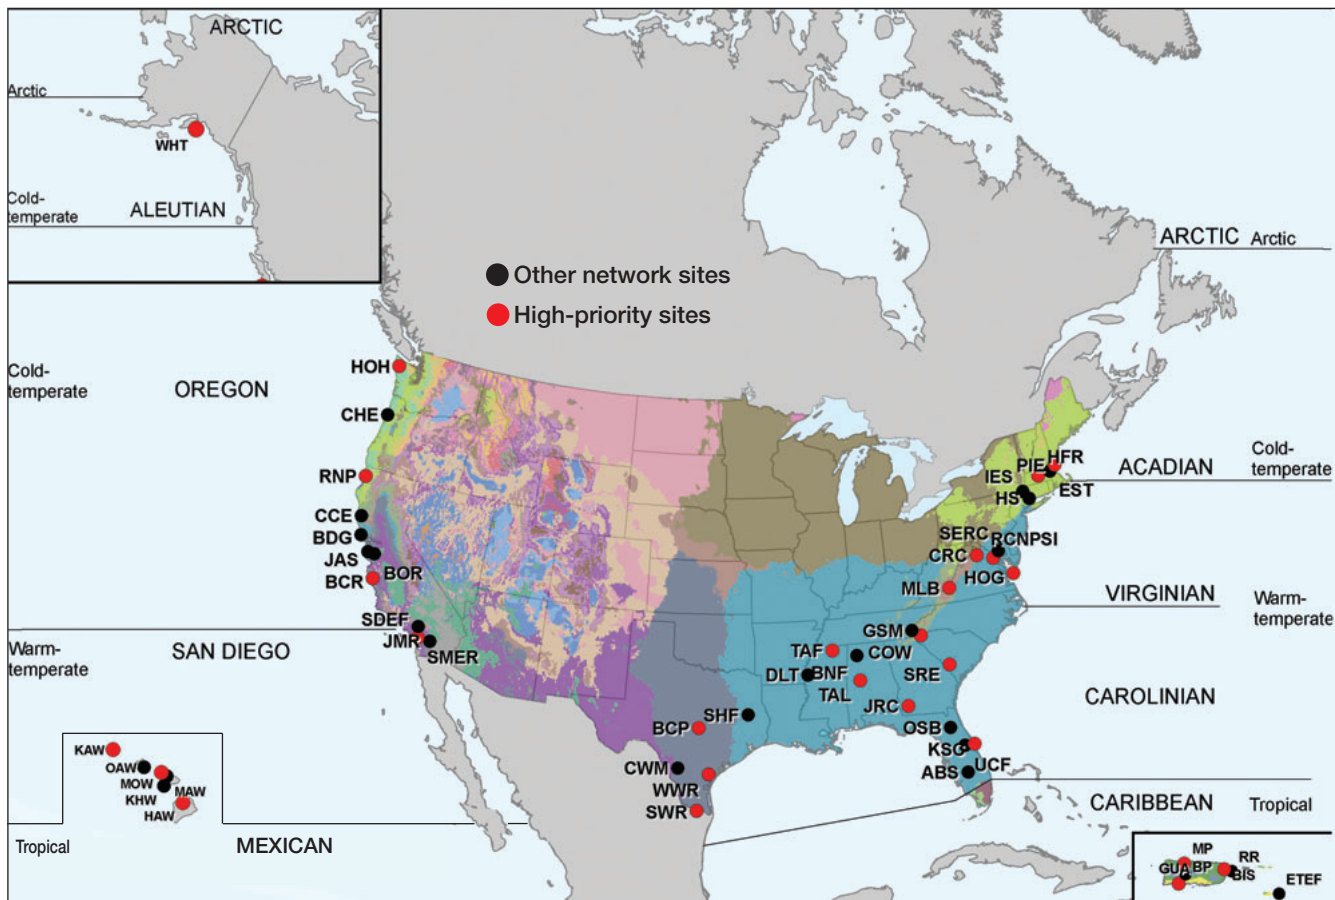 ARCTIC
Arctic
WHT
Cold-
temperate
ALEUTIAN
ARCTIC Arctic
Other network sites
High-priority sites
HOH
Cold-
temperate
OREGON
CHE
RNP
CCE
BDG
JAS
BOR
BCR
SDEF
JMR
SMER
Warm-
temperate
SAN DIEGO
HFR
PIE
IES
EST
HS
ACADIAN
Cold-
temperate
SERC
RCNPSI
CRC
HOG
MLB
VIRGINIAN
Warm-
temperate
GSM
COW
TAF
BNF
DLT
TAL
SRE
JRC
SHF
BCP
OSB
KSC
UCF
ABS
CWM
WWR
SWR
CAROLINIAN
CARIBBEAN
Tropical
KAW
OAW
MOW
KHW
MAW
HAW
Tropical
MEXICAN
MP
GUA
BP
RR
BIS
ETEF